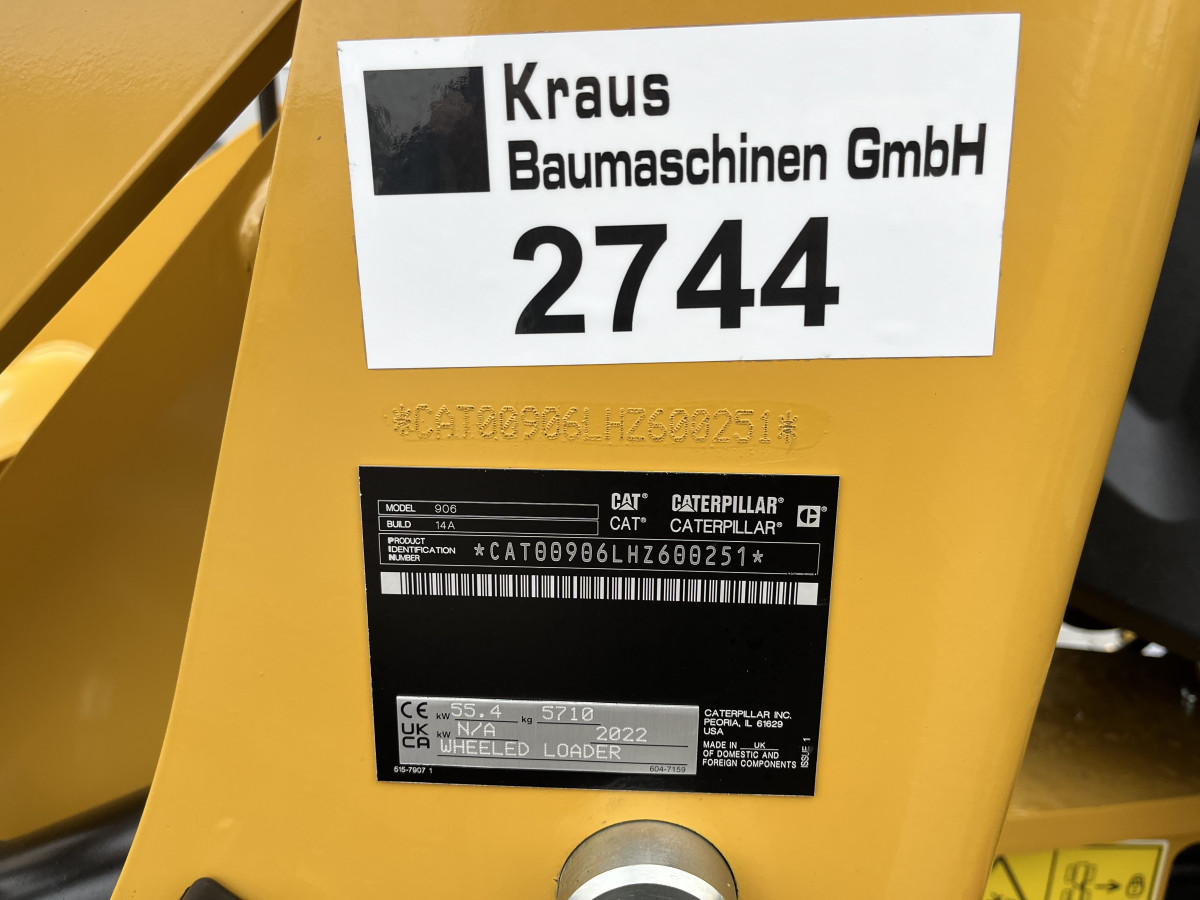 Kraus
Baumaschinen GmbH
2744
*CAT00906LHZ600251*
MODEL 906
BUILD 14A
CAT® CATERPILLAR®
CAT® CATERPILLAR®
PRODUCT
IDENTIFICATION
NUMBER
*CAT00906LHZ600251*
CE kW 55.4 kg 5710
UK
CA kW N/A 2022
WHEELED LOADER
515-7907 1
604-7159
CATERPILLAR INC.
PEORIA, IL 61629
USA
MADE IN UK
OF DOMESTIC AND
FOREIGN COMPONENTS
ISSUE 1